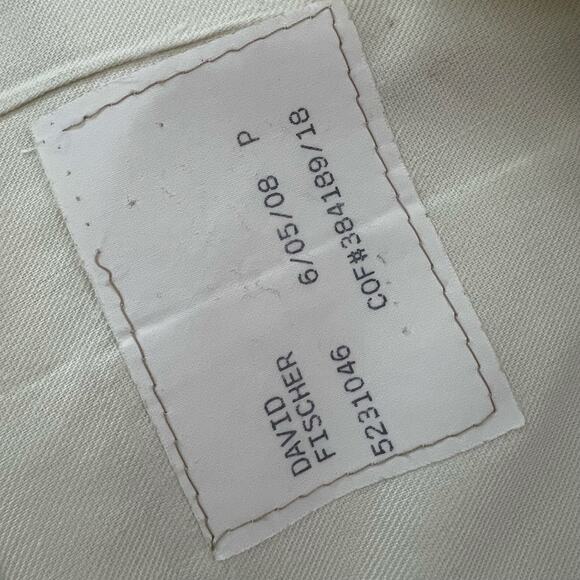 DAVID
FISCHER 6/05/08 P
5231046 COF#384189/18